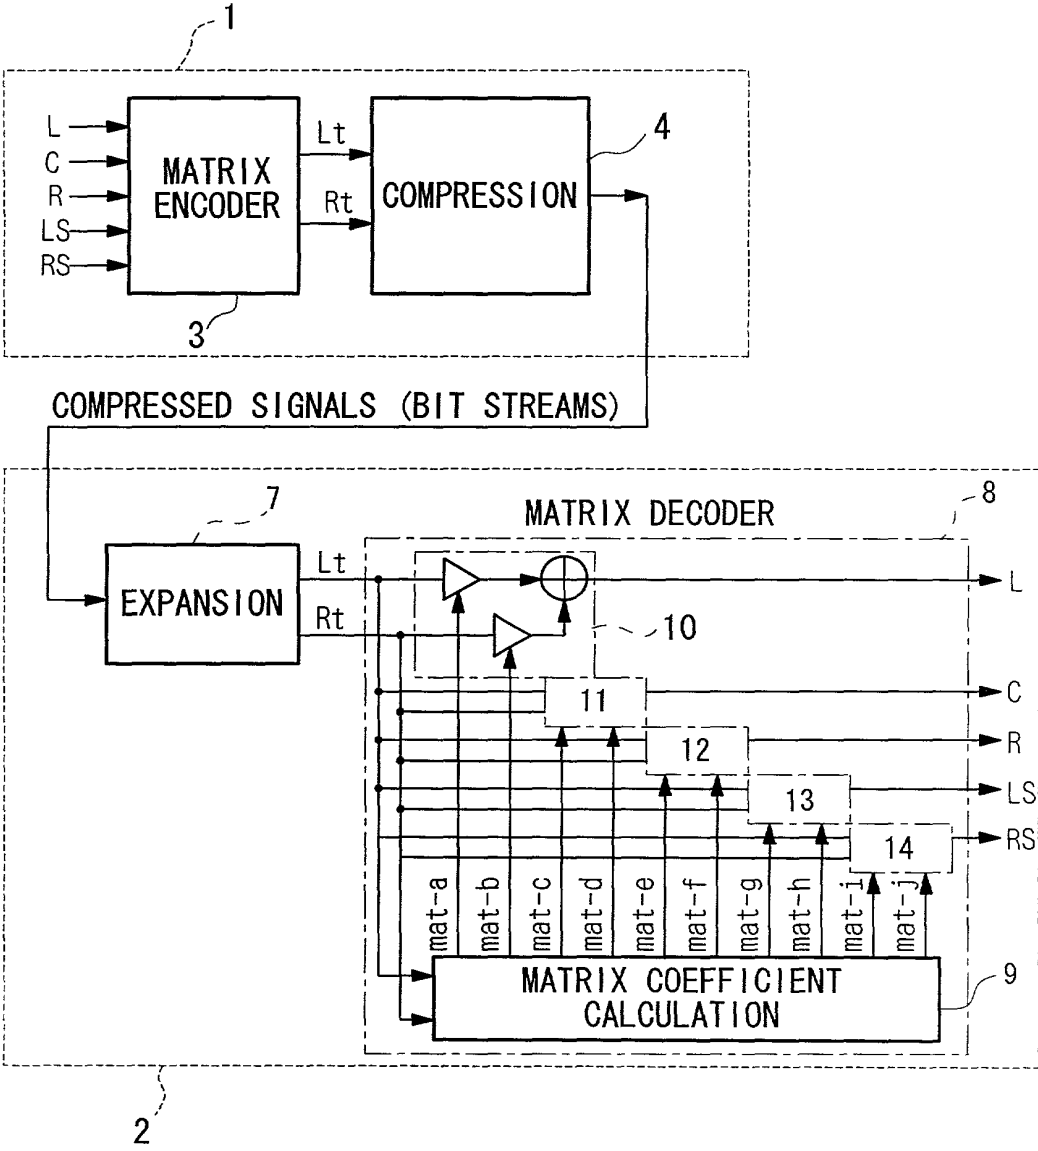 1
L
C
R
LS
RS
MATRIX
ENCODER
3
Lt
Rt
COMPRESSION
4
COMPRESSED SIGNALS (BIT STREAMS)
7
EXPANSION
Lt
Rt
MATRIX DECODER
8
10
L
11
C
12
R
13
LS
14
RS
mat-a
mat-b
mat-c
mat-d
mat-e
mat-f
mat-g
mat-h
mat-i
mat-j
MATRIX COEFFICIENT
CALCULATION
9
2